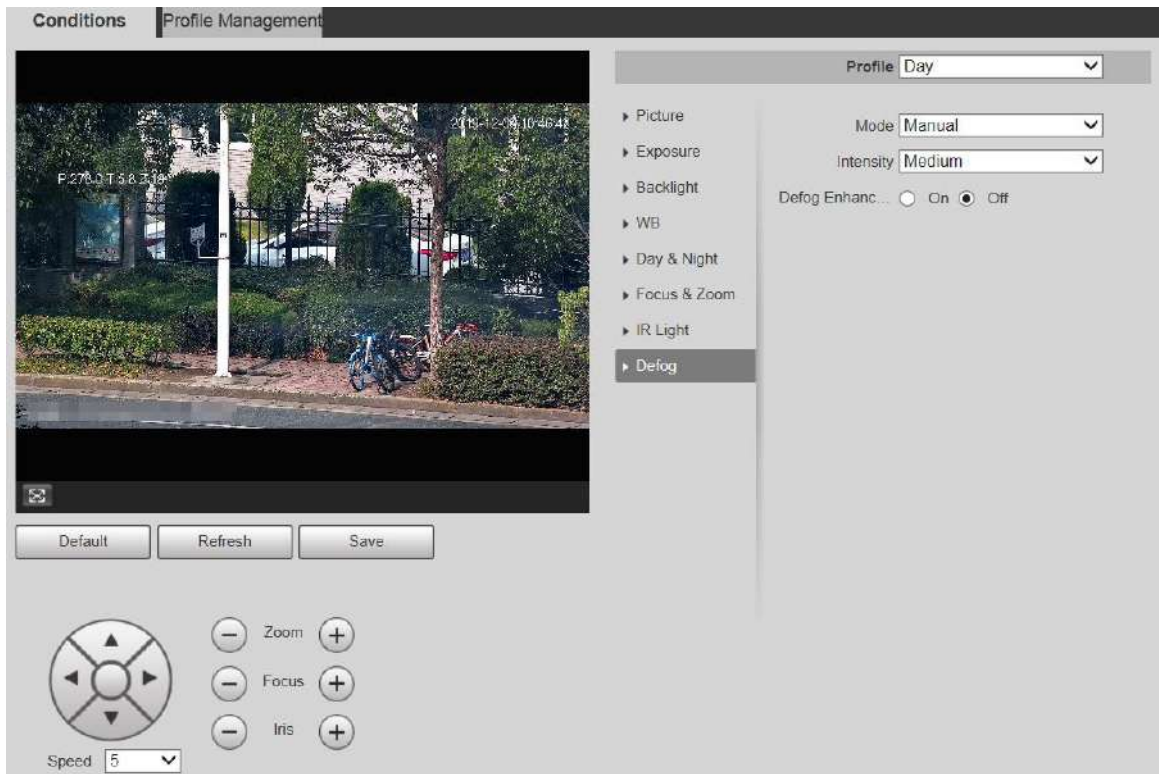 Conditions
Profile Management
Profile Day
Picture
Exposure
Backlight
WB
Day & Night
Focus & Zoom
IR Light
Defog
Mode Manual
Intensity Medium
Defog Enhanc... On Off
Default Refresh Save
Zoom
Focus
Iris
Speed 5